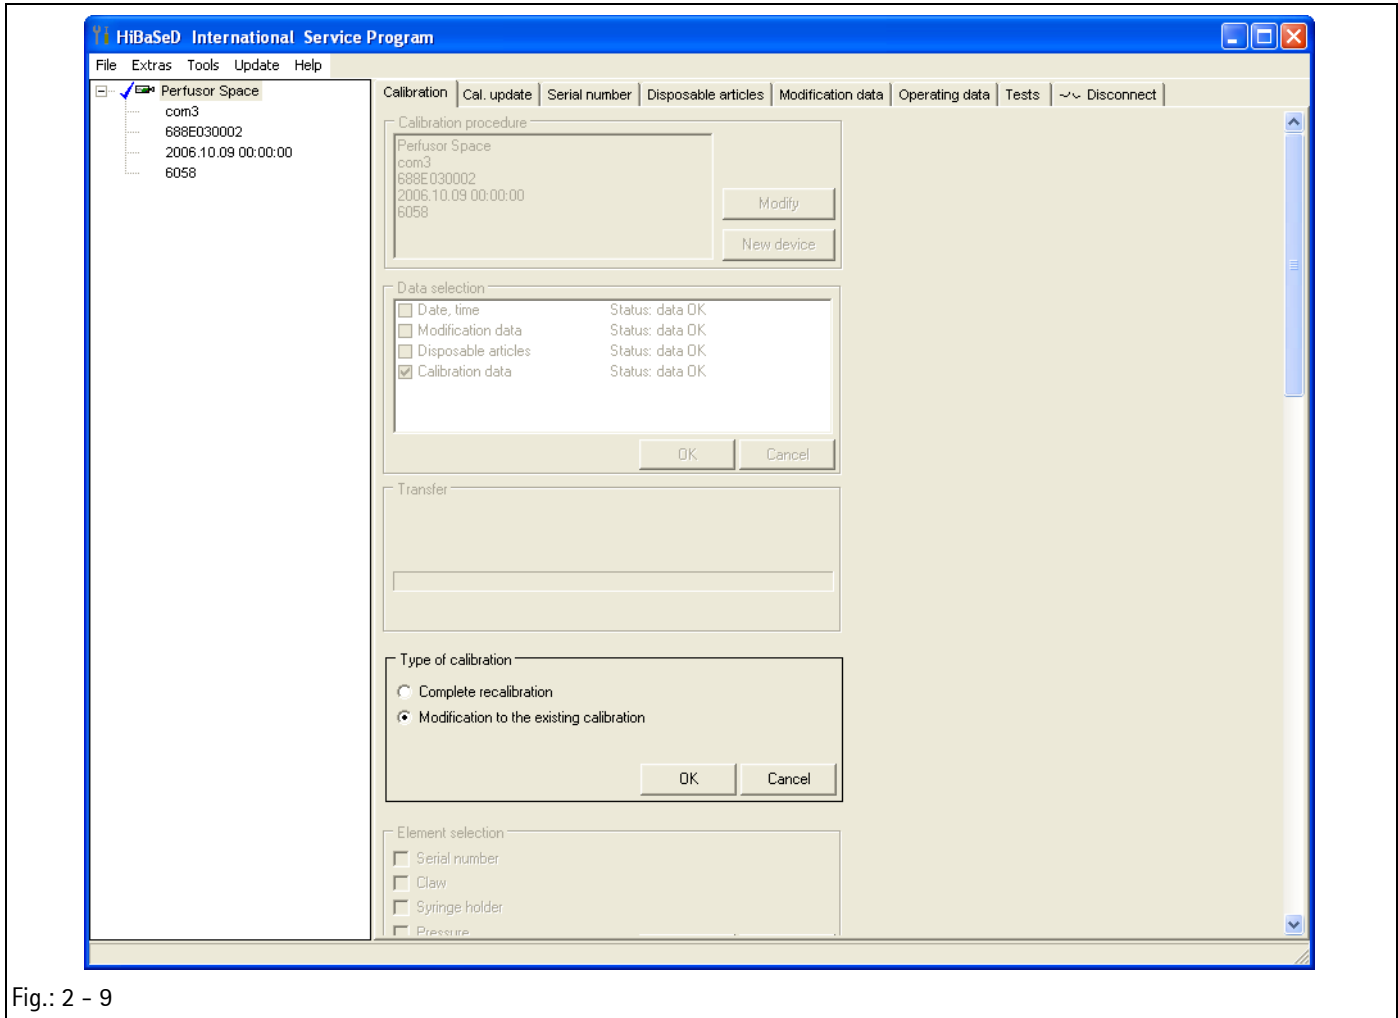 HiBaSeD International Service Program
File Extras Tools Update Help
Perfusor Space
com3
688E030002
2006.10.09 00:00:00
6058
Calibration Cal. update Serial number Disposable articles Modification data Operating data Tests Disconnect
Calibration procedure
Perfusor Space
com3
688E030002
2006.10.09 00:00:00
6058
Modify
New device
Data selection
Date, time Status: data OK
Modification data Status: data OK
Disposable articles Status: data OK
Calibration data Status: data OK
OK Cancel
Transfer
Type of calibration
Complete recalibration
Modification to the existing calibration
OK Cancel
Element selection
Serial number
Claw
Syringe holder
Pressure
Fig.: 2 - 9